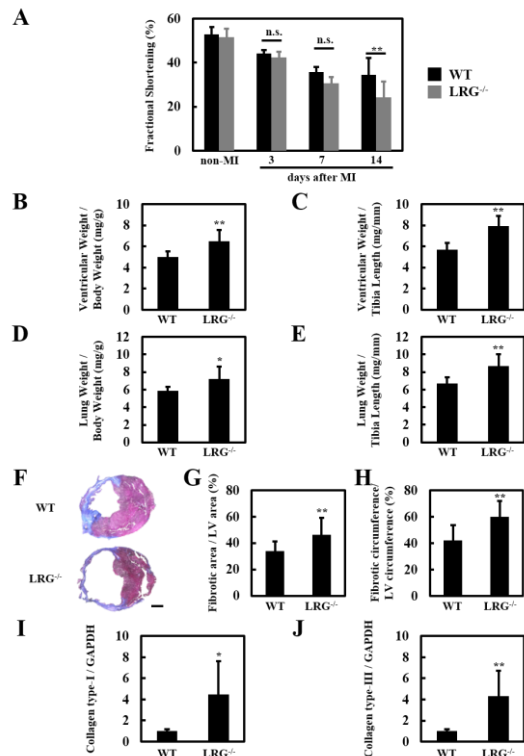 A
Fractional Shortening (%)
60
40
20
0
n.s.
n.s.
**
WT
LRG-/-
non-MI
3
7
14
days after MI
B
Ventricular Weight /
Body Weight (mg/g)
10
8
6
4
2
0
**
WT
LRG-/-
C
Ventricular Weight /
Tibia Length (mg/mm)
10
8
6
4
2
0
**
WT
LRG-/-
D
Lung Weight /
Body Weight (mg/g)
12
10
8
6
4
2
0
*
WT
LRG-/-
E
Lung Weight /
Tibia Length (mg/mm)
12
10
8
6
4
2
0
**
WT
LRG-/-
F
WT
LRG-/-
G
Fibrotic area / LV area (%)
80
60
40
20
0
**
WT
LRG-/-
H
Fibrotic circumference/
LV circumference (%)
80
60
40
20
0
**
WT
LRG-/-
I
Collagen type-I / GAPDH
10
8
6
4
2
0
*
WT
LRG-/-
J
Collagen type-III / GAPDH
10
8
6
4
2
0
**
WT
LRG-/-